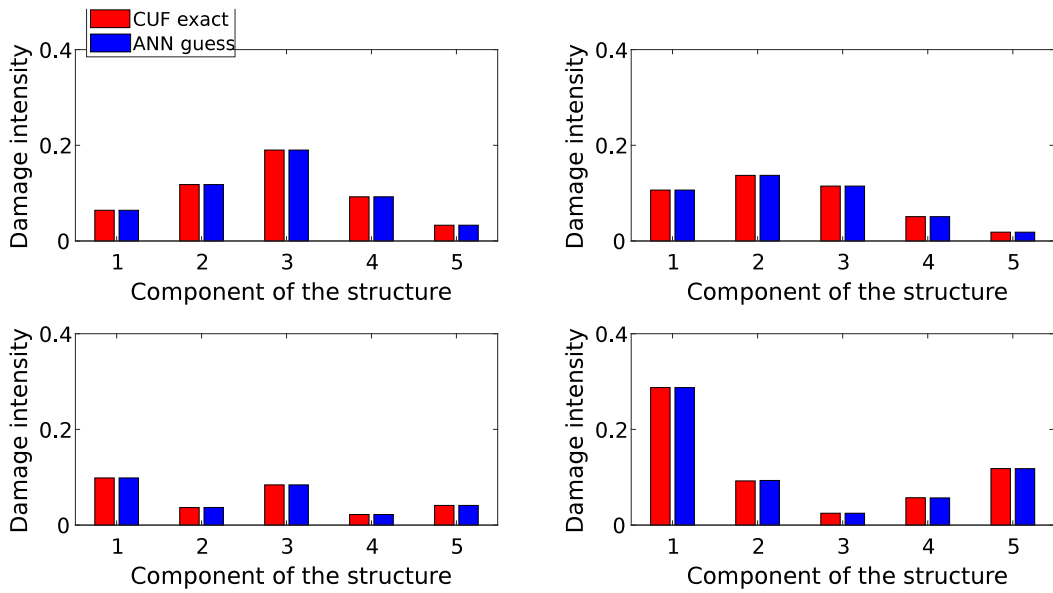 CUF exact
ANN guess
Damage intensity
0.4
0.2
0
1 2 3 4 5
Component of the structure
Damage intensity
0.4
0.2
0
1 2 3 4 5
Component of the structure
Damage intensity
0.4
0.2
0
1 2 3 4 5
Component of the structure
Damage intensity
0.4
0.2
0
1 2 3 4 5
Component of the structure